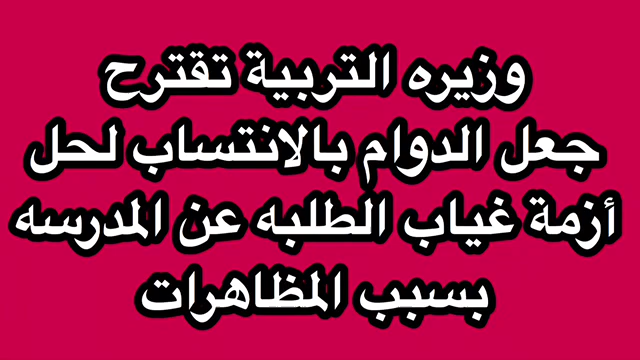 وزيره التربية تقترح
جعل الدوام بالانتساب لحل
أزمة غياب الطلبه عن المدرسه
بسبب المظاهرات